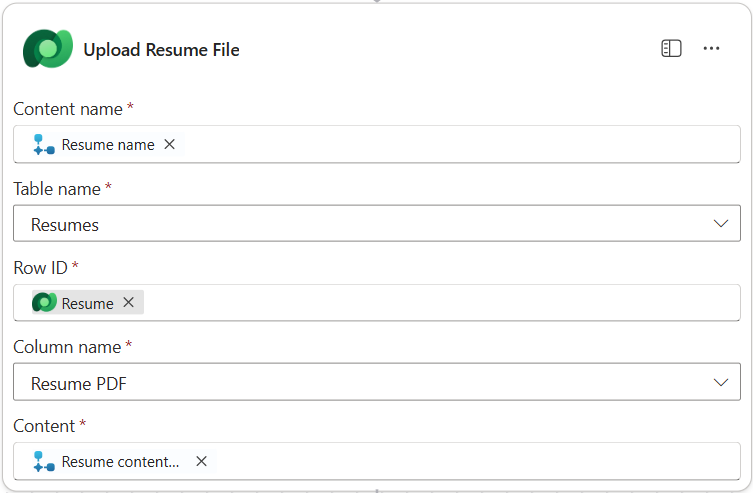 Upload Resume File
Content name *
Resume name
Table name *
Resumes
Row ID *
Resume
Column name *
Resume PDF
Content *
Resume content...